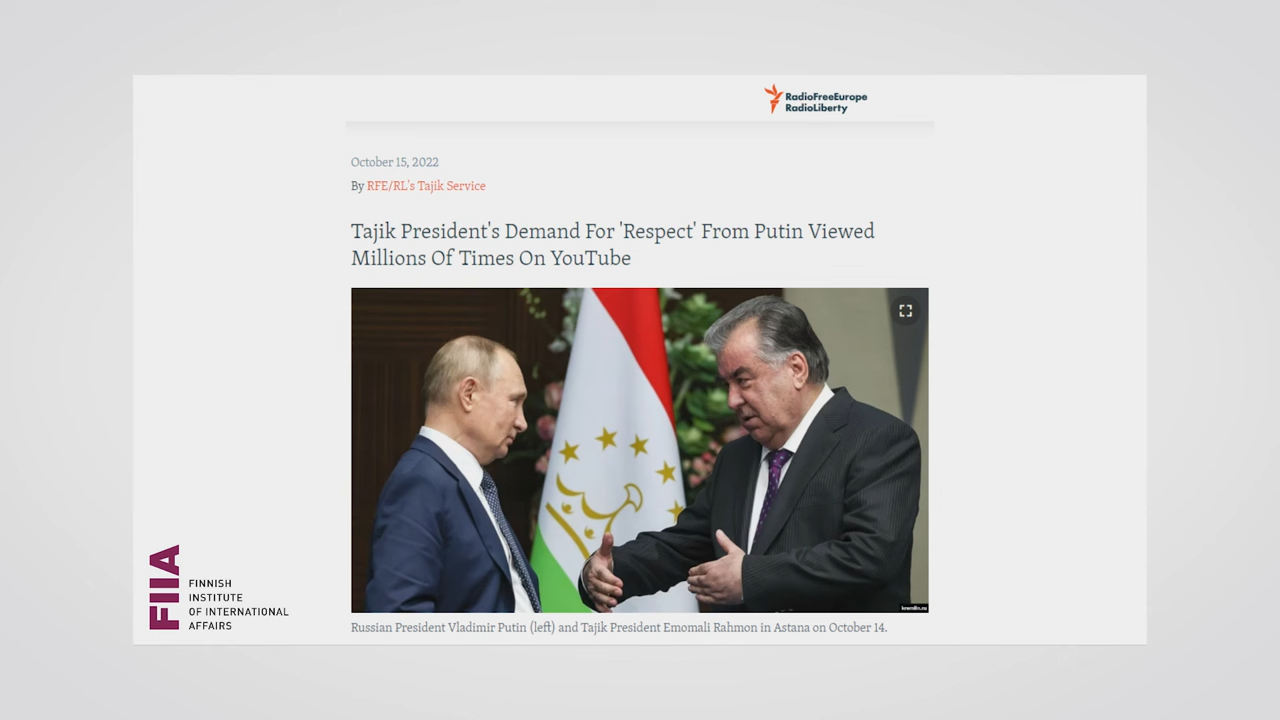 RadioFreeEurope
RadioLiberty
October 15, 2022
By RFE/RL's Tajik Service
Tajik President's Demand For 'Respect' From Putin Viewed
Millions Of Times On YouTube
kremlin.ru
Russian President Vladimir Putin (left) and Tajik President Emomali Rahmon in Astana on October 14.
FIIA
FINNISH
INSTITUTE
OF INTERNATIONAL
AFFAIRS